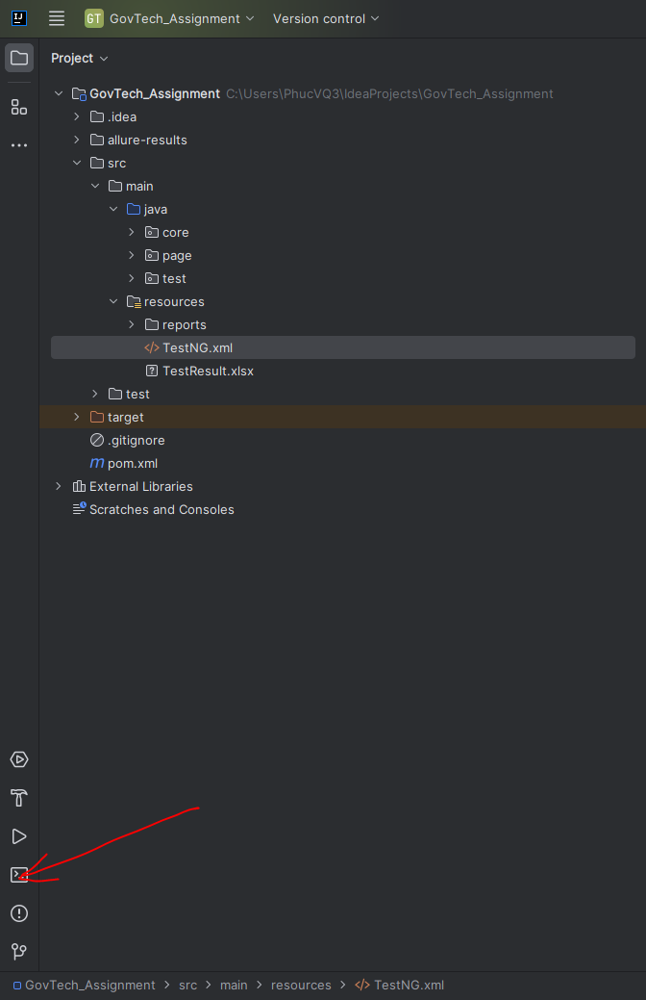 GT GovTech_Assignment Version control
Project
GovTech_Assignment C:\Users\PhucVQ3\IdeaProjects\GovTech_Assignment
.idea
allure-results
src
main
java
core
page
test
resources
reports
</> TestNG.xml
? TestResult.xlsx
test
target
.gitignore
m pom.xml
External Libraries
Scratches and Consoles
GovTech_Assignment > src > main > resources > </> TestNG.xml